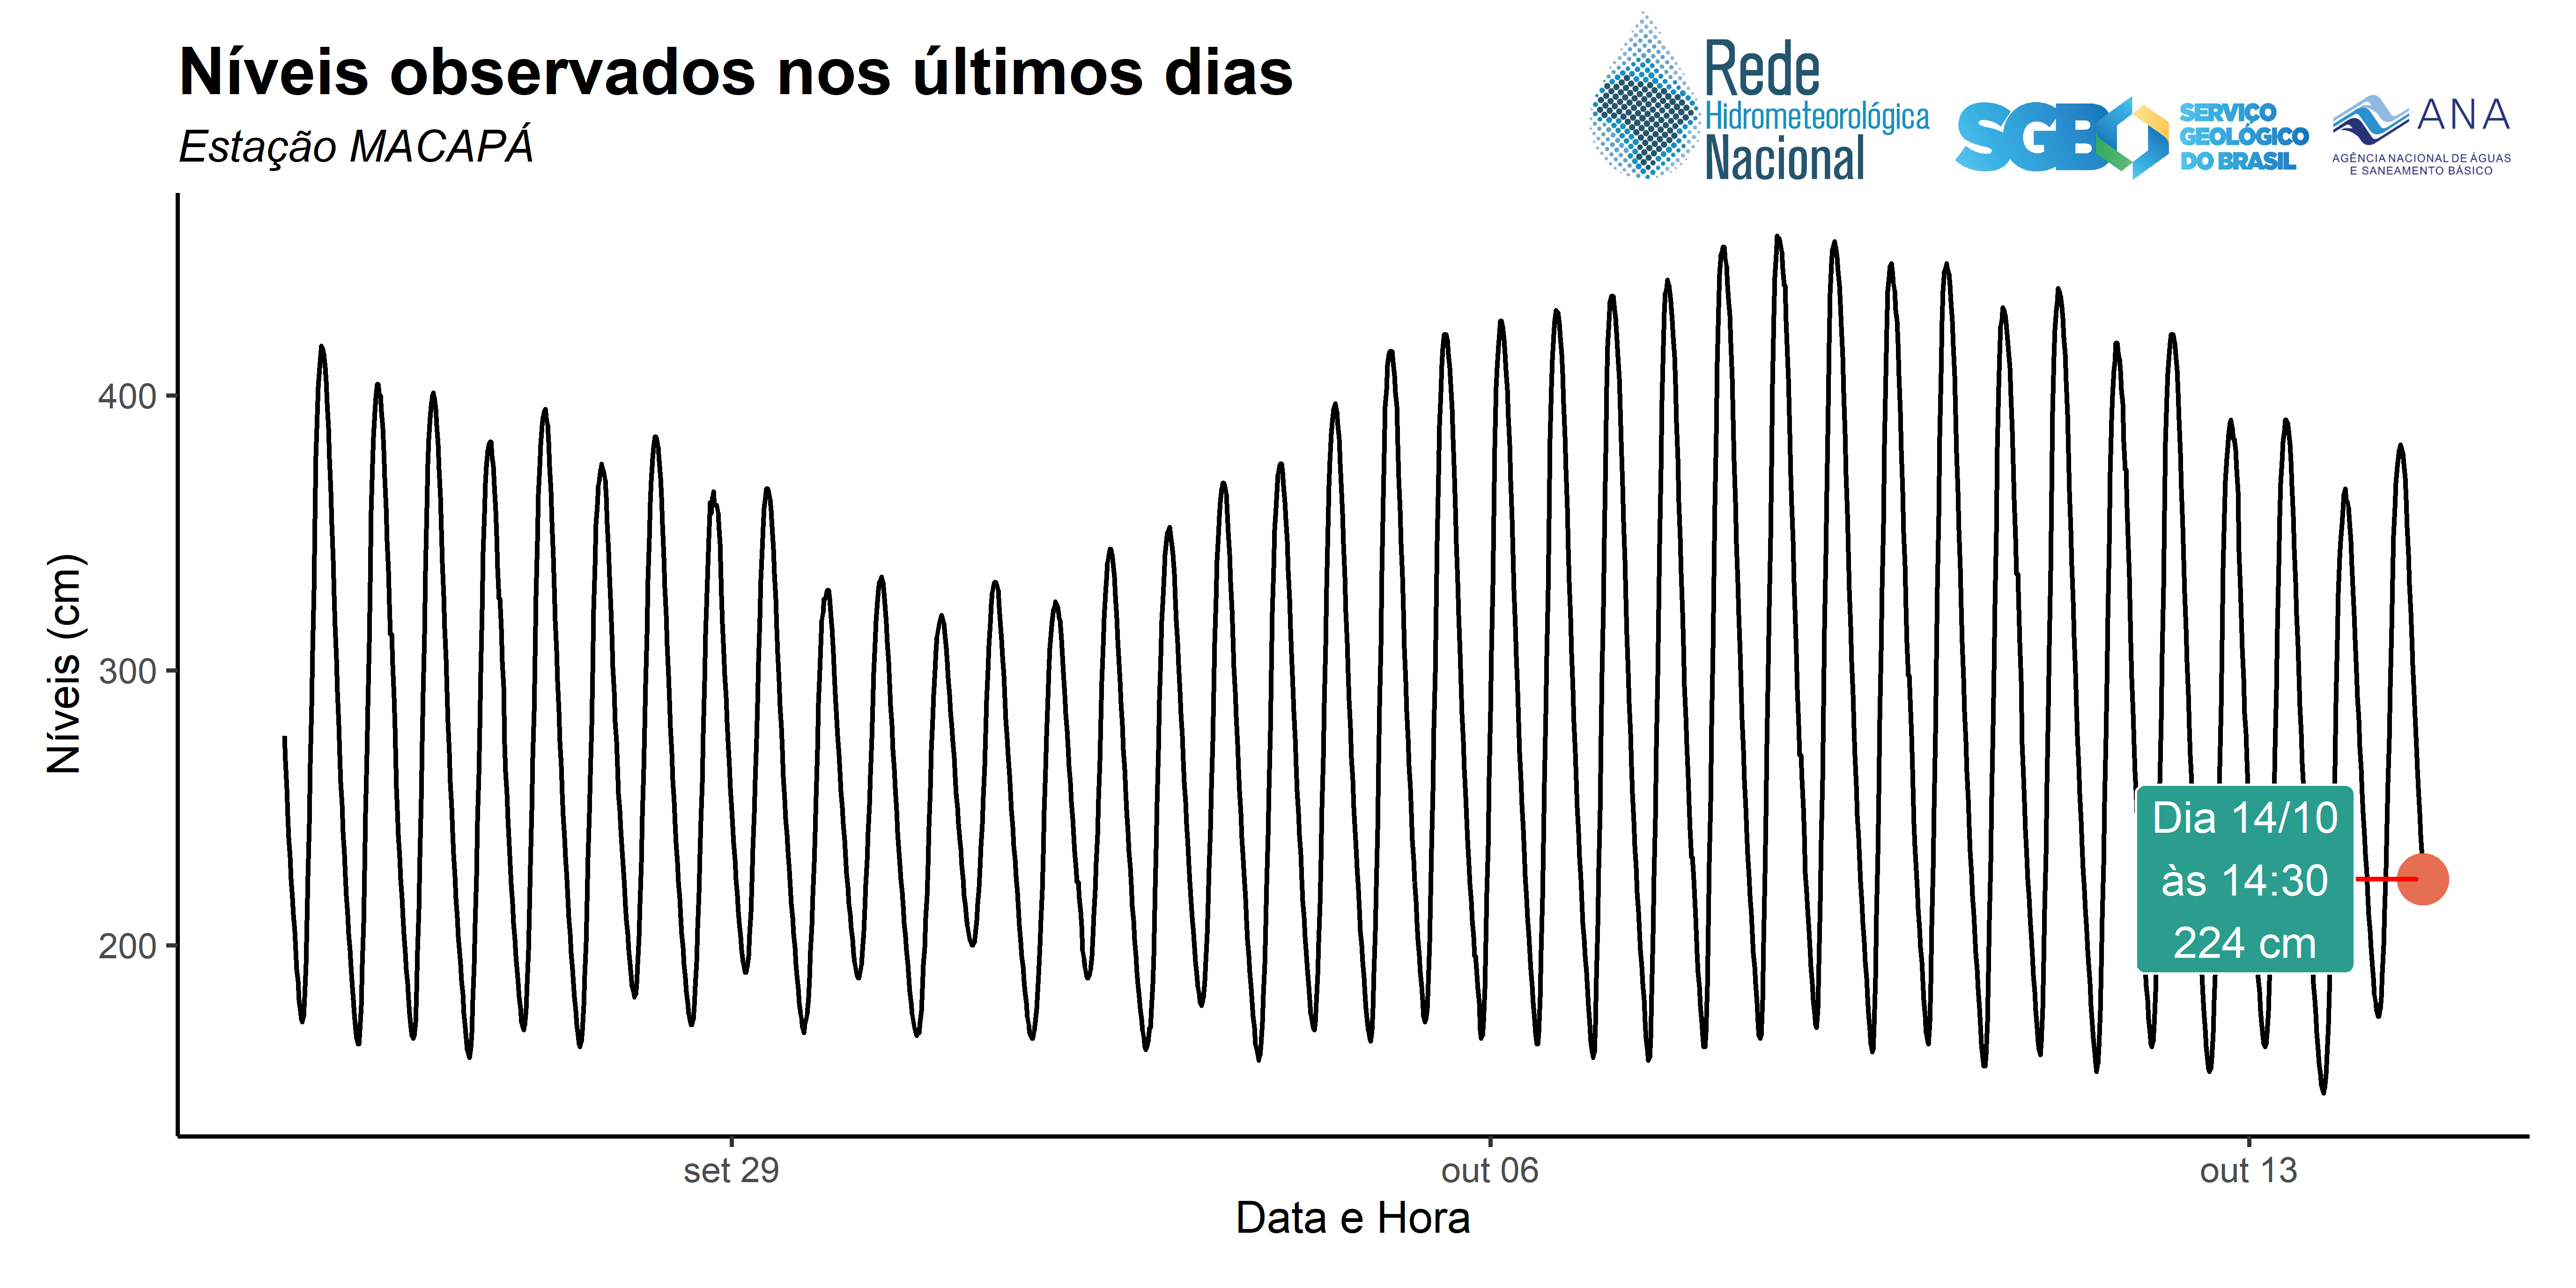 Níveis observados nos últimos dias
Estação MACAPÁ
Rede
Hidrometeorológica
Nacional
SGB
SERVIÇO
GEOLÓGICO
DO BRASIL
ANA
AGÊNCIA NACIONAL DE ÁGUAS
E SANEAMENTO BÁSICO
Níveis (cm)
400
300
200
Dia 14/10
às 14:30
224 cm
set 29
out 06
out 13
Data e Hora